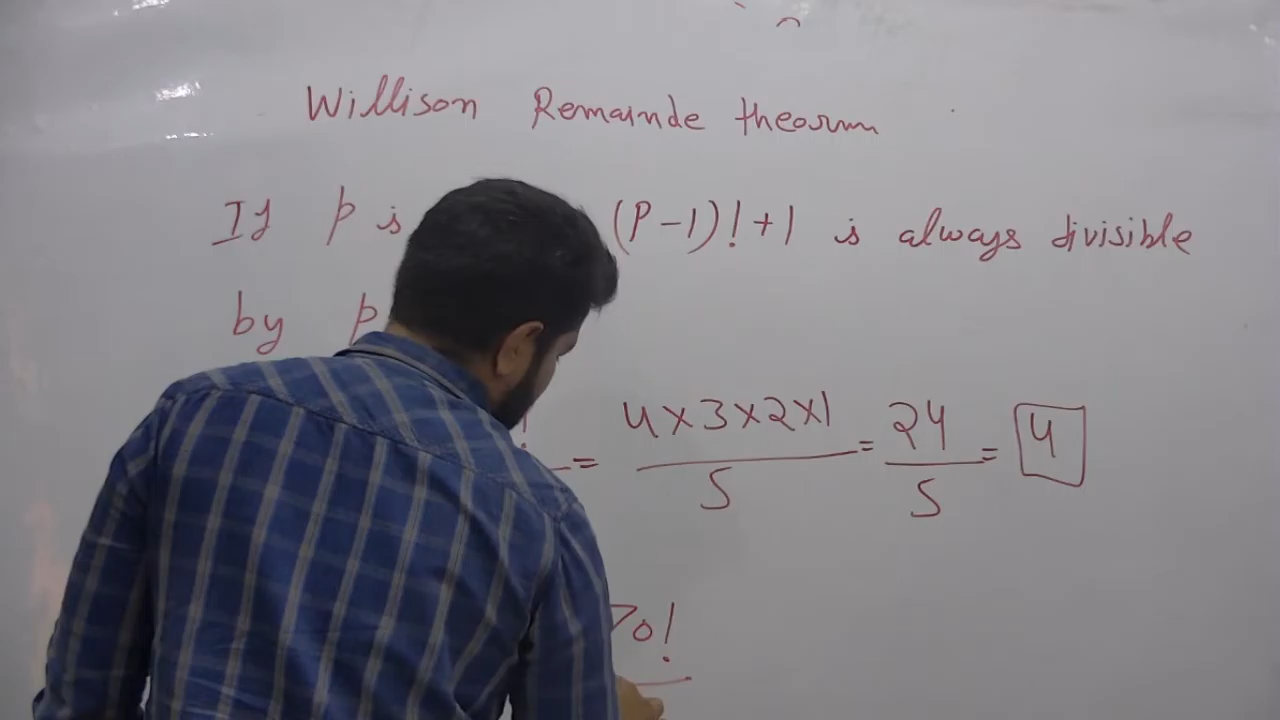 Willison Remainde theorm
If p is (P-1)!+1 is always divisible
by p
! = 4×3×2×1 / 5 = 24 / 5 = 4
70!